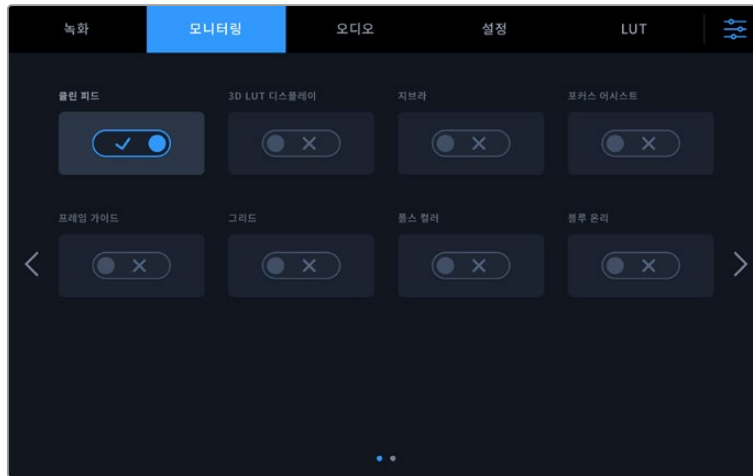 녹화 모니터링 오디오 설정 LUT
클린 피드 3D LUT 디스플레이 지브라 포커스 어시스트
프레임 가이드 그리드 폴스 컬러 블루 온리